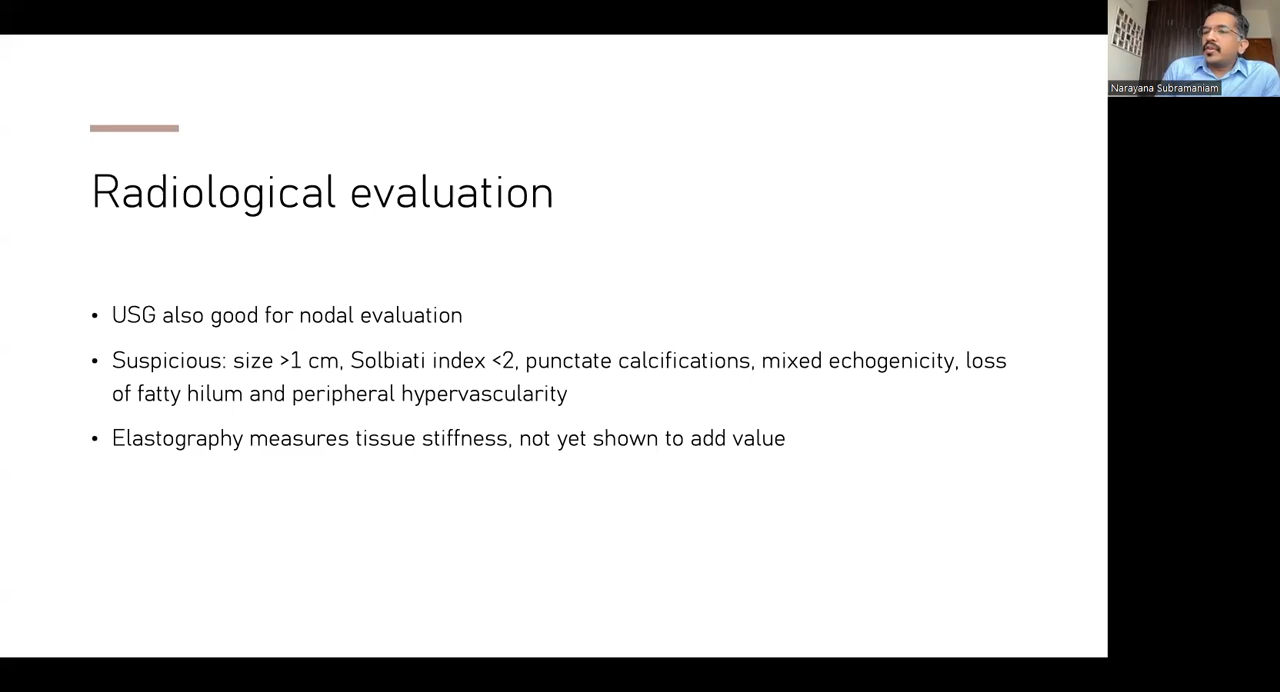 Narayana Subramaniam
Radiological evaluation
• USG also good for nodal evaluation
• Suspicious: size >1 cm, Solbiati index <2, punctate calcifications, mixed echogenicity, loss
of fatty hilum and peripheral hypervascularity
• Elastography measures tissue stiffness, not yet shown to add value